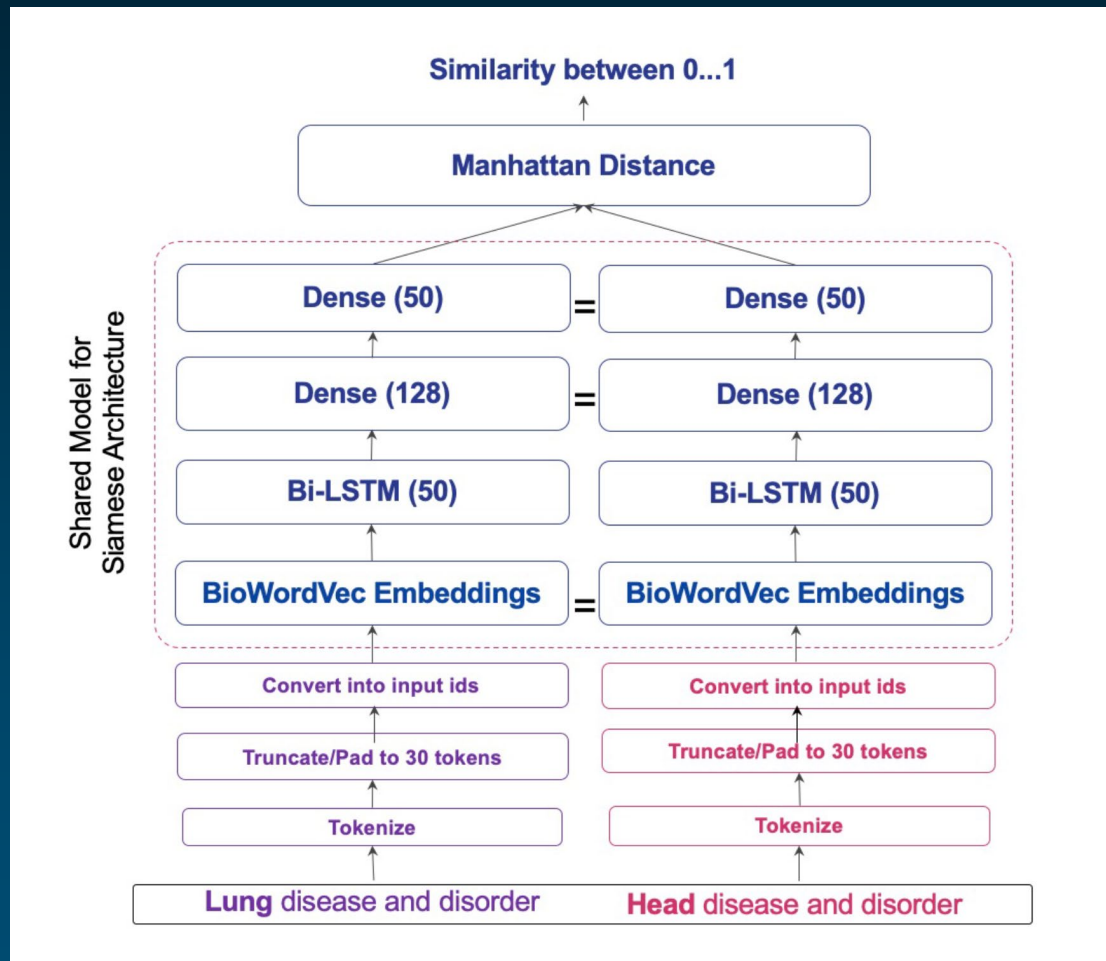 Similarity between 0...1
Manhattan Distance
Shared Model for
Siamese Architecture
Dense (50) = Dense (50)
Dense (128) = Dense (128)
Bi-LSTM (50) Bi-LSTM (50)
BioWordVec Embeddings = BioWordVec Embeddings
Convert into input ids Convert into input ids
Truncate/Pad to 30 tokens Truncate/Pad to 30 tokens
Tokenize Tokenize
Lung disease and disorder Head disease and disorder